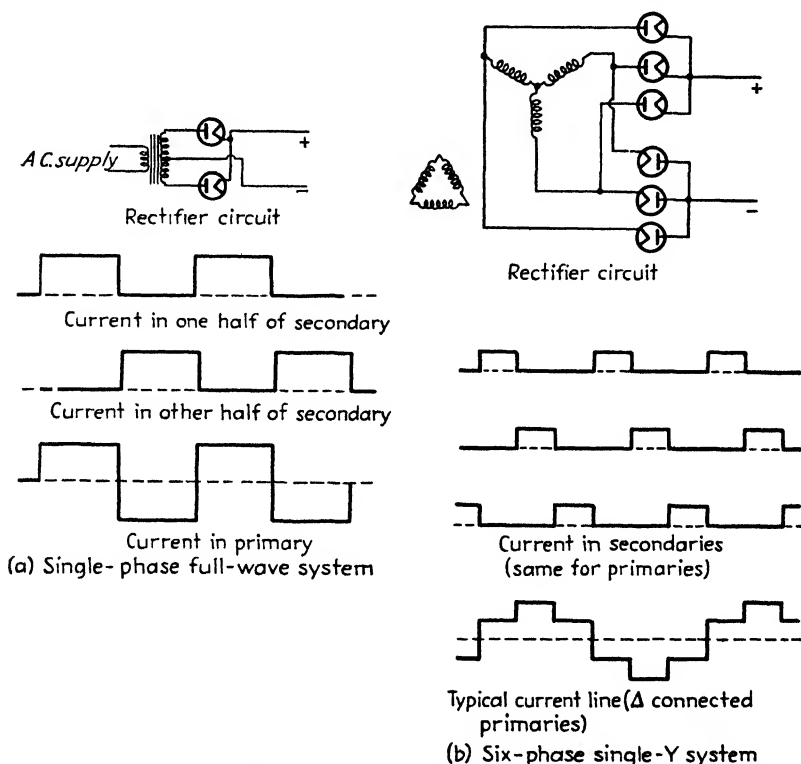 A.C. supply
+
−
Rectifier circuit
Current in one half of secondary
Current in other half of secondary
Current in primary
(a) Single-phase full-wave system
+
−
Rectifier circuit
Current in secondaries
(same for primaries)
Typical current line (Δ connected
primaries)
(b) Six-phase single-Y system